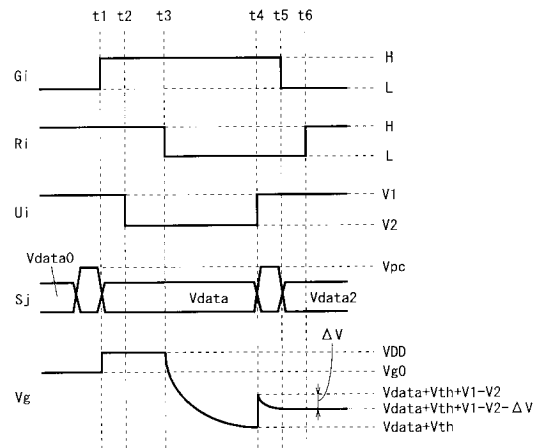 t1 t2 t3 t4 t5 t6
Gi H
L
Ri H
L
Ui V1
V2
Vdata0 Vpc
Sj Vdata Vdata2
ΔV
VDD
Vg Vg0
Vdata+Vth+V1-V2
Vdata+Vth+V1-V2-ΔV
Vdata+Vth